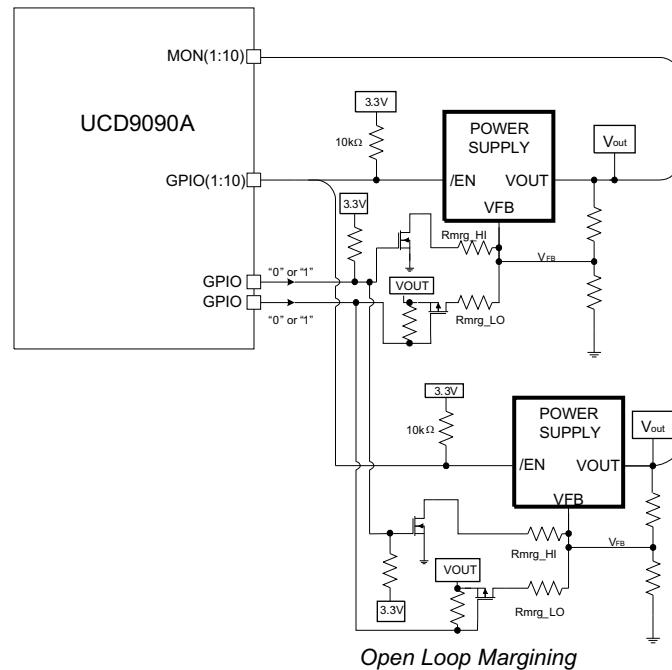 MON(1:10)
UCD9090A
GPIO(1:10)
GPIO
GPIO
"0" or "1"
"0" or "1"
3.3V
10kΩ
POWER
SUPPLY
/EN
VOUT
VFB
Vout
3.3V
Rmrg_HI
VFB
VOUT
Rmrg_LO
3.3V
10kΩ
POWER
SUPPLY
/EN
VOUT
VFB
Vout
Rmrg_HI
VFB
VOUT
3.3V
Rmrg_LO
Open Loop Margining